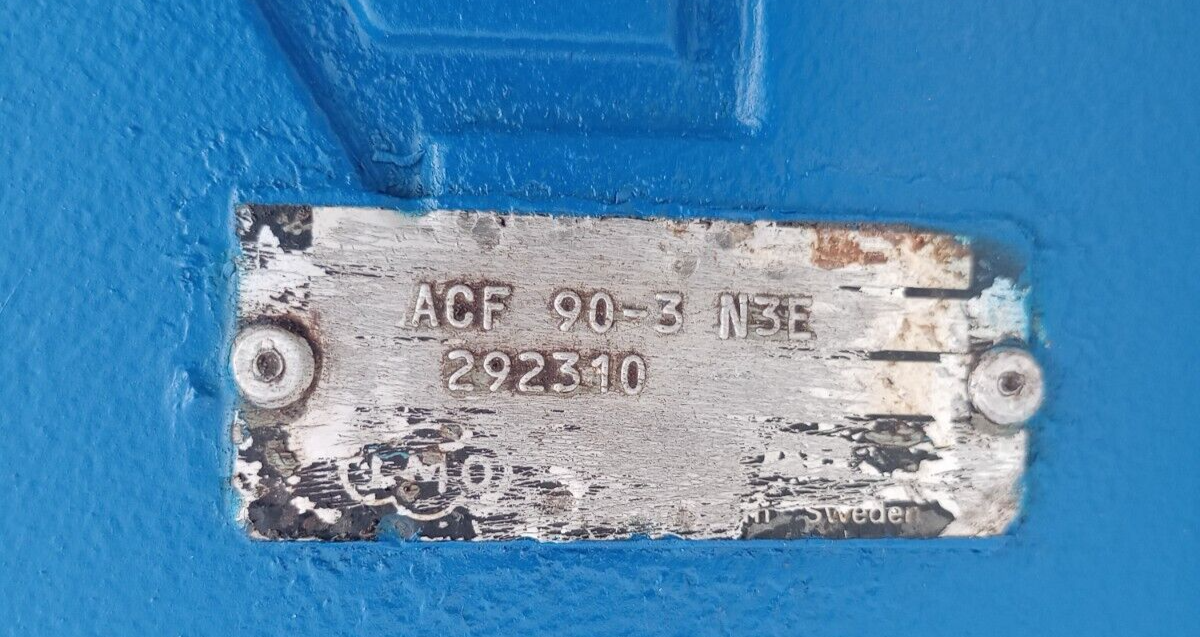 ACF 90-3 N3E
292310
IMO
Sweden